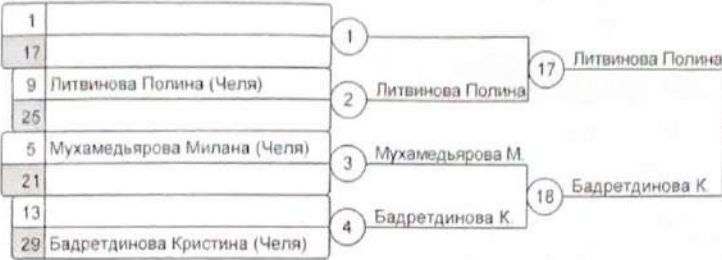 1
17
1
9 Литвинова Полина (Челя)
25
2
Литвинова Полина
17
Литвинова Полина
5 Мухамедьярова Милана (Челя)
21
3
Мухамедьярова М.
13
29 Бадретдинова Кристина (Челя)
4
Бадретдинова К.
18
Бадретдинова К.